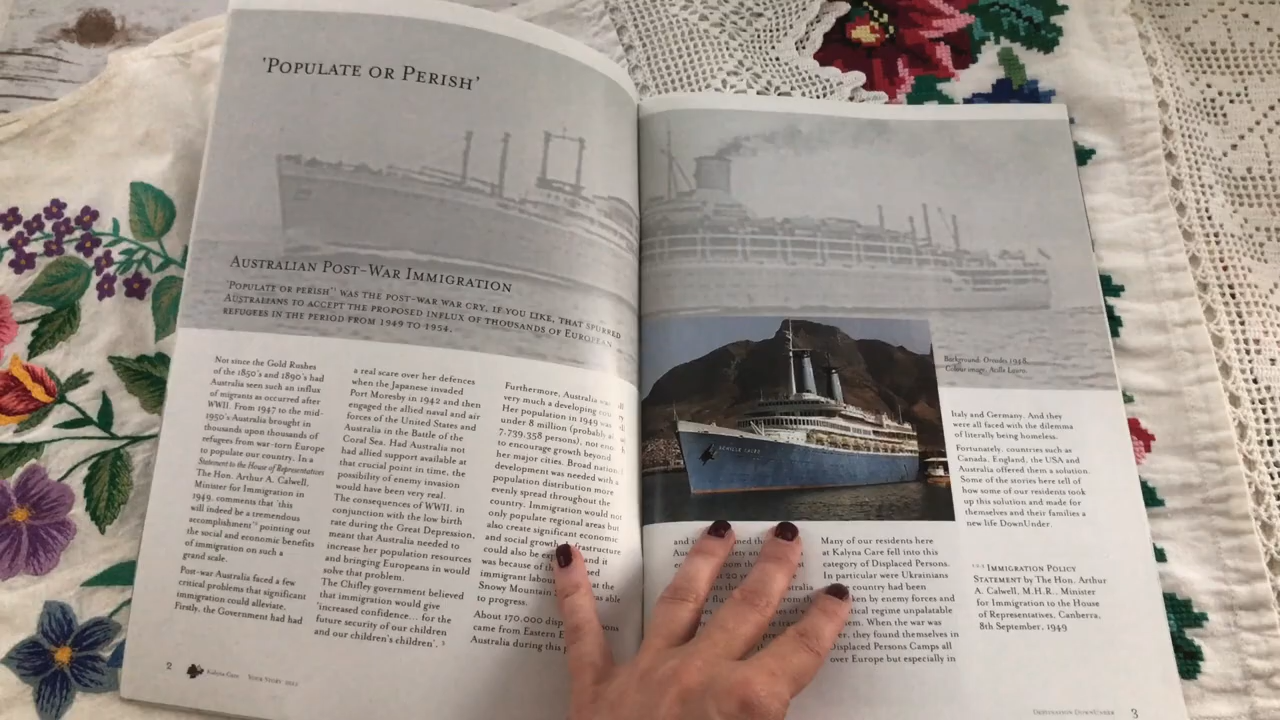 'Populate or Perish'
Australian Post-War Immigration
'Populate or perish'¹ was the post-war war cry, if you like, that spurred
Australians to accept the proposed influx of thousands of European
refugees in the period from 1949 to 1954.
Not since the Gold Rushes
of the 1850's and 1890's had
Australia seen such an influx
of migrants as occurred after
WWII. From 1947 to the mid-
1950's Australia brought in
thousands upon thousands of
refugees from war-torn Europe
to populate our country. In a
Statement to the House of Representatives
The Hon. Arthur A. Calwell,
Minister for Immigration in
1949, comments that 'this
will indeed be a tremendous
accomplishment'² pointing out
the social and economic benefits
of immigration on such a
grand scale.
Post-war Australia faced a few
critical problems that significant
immigration could alleviate.
Firstly, the Government had had
a real scare over her defences
when the Japanese invaded
Port Moresby in 1942 and then
engaged the allied naval and air
forces of the United States and
Australia in the Battle of the
Coral Sea. Had Australia not
had allied support available at
that crucial point in time, the
possibility of enemy invasion
would have been very real.
The consequences of WWII, in
conjunction with the low birth
rate during the Great Depression,
meant that Australia needed to
increase her population resources
and bringing Europeans in would
solve that problem.
The Chifley government believed
that immigration would give
'increased confidence... for the
future security of our children
and our children's children'. ³
Furthermore, Australia was
very much a developing
Her population in 1949 was
under 8 million (probably
7,739,358 persons), not
to encourage growth beyond
her major cities. Broad
development was needed with a
population distribution more
evenly spread throughout the
country. Immigration would not
only populate regional areas but
also create significant economic
and social growth.
could also be and it
was because of
immigrant at the
Snowy Mountain was able
to progress.
About 170,000
came from Eastern
Australia during this
2
Kalyna Care Your Story 2012
Background: Orcades 1948.
Colour image, Acille Lauro.
ACHILLE LAURO
the
20
Many of our residents here
at Kalyna Care fell into this
category of Displaced Persons.
In particular were Ukrainians
country had been
by enemy forces and
regime unpalatable
When the war was
they found themselves in
Displaced Persons Camps all
over Europe but especially in
Italy and Germany. And they
were all faced with the dilemma
of literally being homeless.
Fortunately, countries such as
Canada, England, the USA and
Australia offered them a solution.
Some of the stories here tell of
how some of our residents took
up this solution and made for
themselves and their families a
new life DownUnder.
Immigration Policy
Statement by The Hon. Arthur
A. Calwell, M.H.R., Minister
for Immigration to the House
of Representatives, Canberra,
8th September, 1949
Destination DownUnder 3